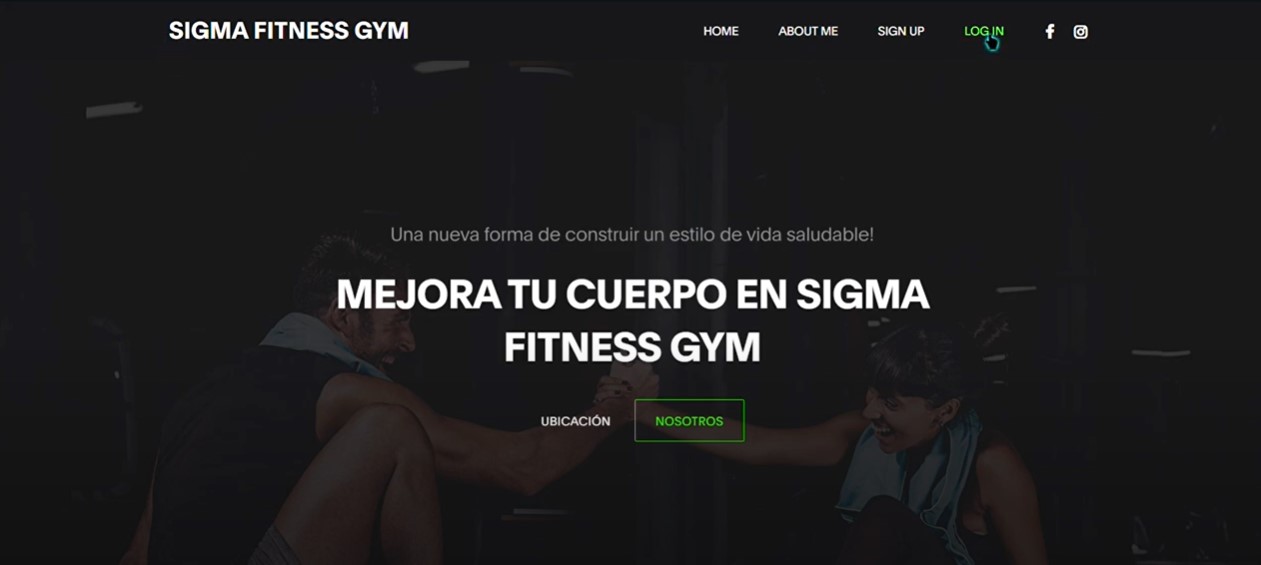 SIGMA FITNESS GYM
HOME
ABOUT ME
SIGN UP
LOG IN
Una nueva forma de construir un estilo de vida saludable!
MEJORA TU CUERPO EN SIGMA
FITNESS GYM
UBICACIÓN
NOSOTROS